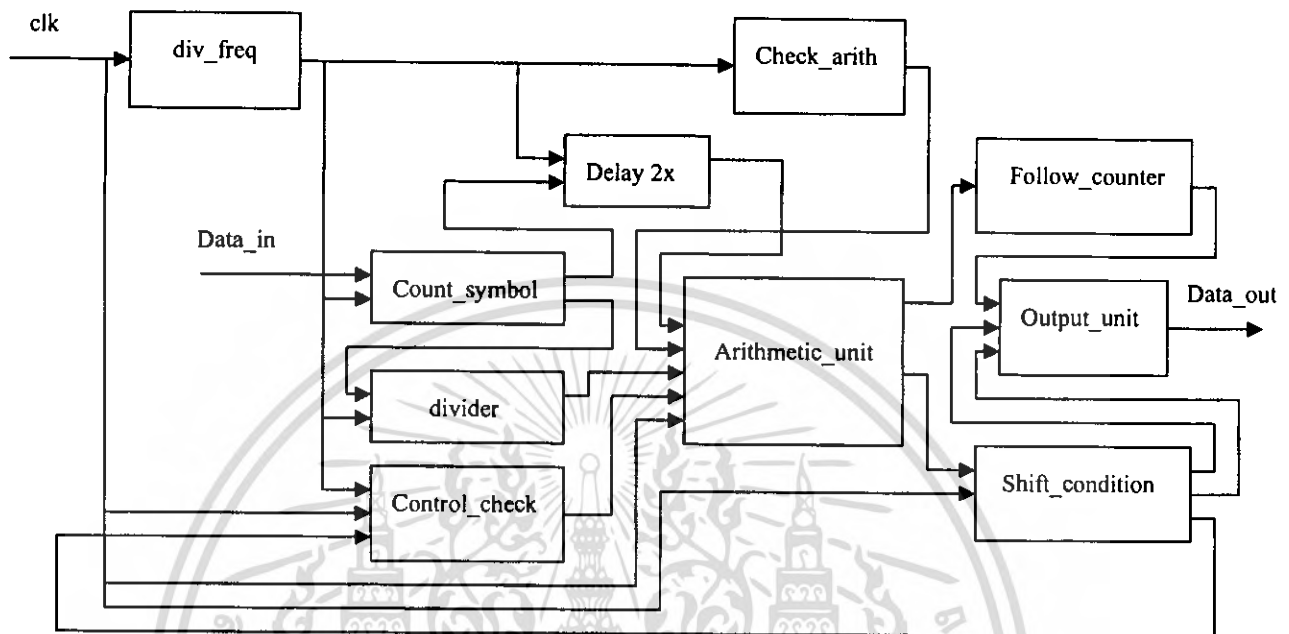 clk
div_freq
Check_arith
Delay 2x
Follow_counter
Data_in
Count_symbol
Data_out
Output_unit
Arithmetic_unit
divider
Control_check
Shift_condition